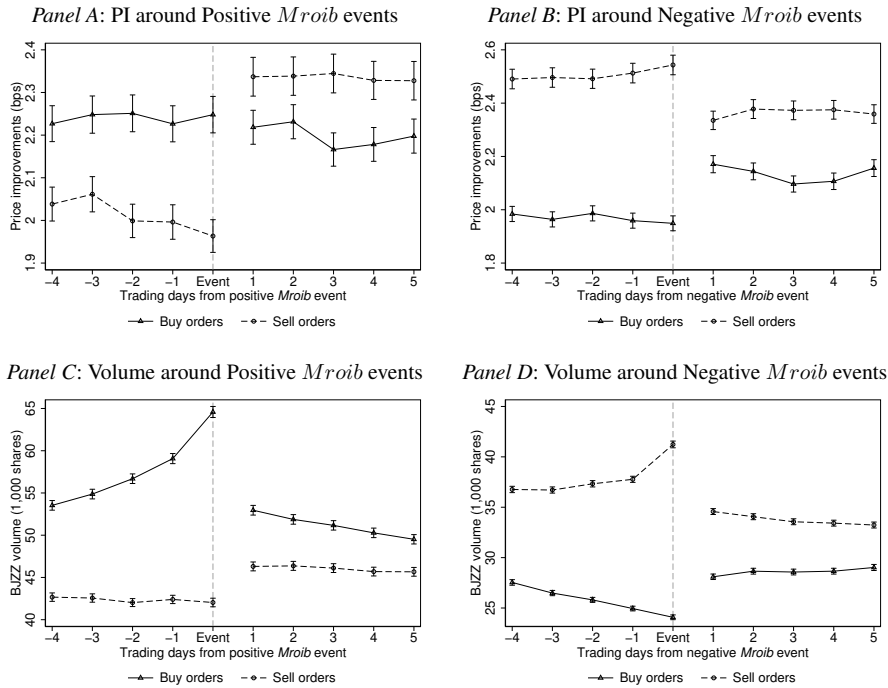 Panel A: PI around Positive Mroib events
Price improvements (bps)
2.4
2.3
2.2
2.1
2
1.9
−4 −3 −2 −1 Event 1 2 3 4 5
Trading days from positive Mroib event
Buy orders Sell orders
Panel B: PI around Negative Mroib events
Price improvements (bps)
2.6
2.4
2.2
2
1.8
−4 −3 −2 −1 Event 1 2 3 4 5
Trading days from negative Mroib event
Buy orders Sell orders
Panel C: Volume around Positive Mroib events
BJZZ volume (1,000 shares)
65
60
55
50
45
40
−4 −3 −2 −1 Event 1 2 3 4 5
Trading days from positive Mroib event
Buy orders Sell orders
Panel D: Volume around Negative Mroib events
BJZZ volume (1,000 shares)
45
40
35
30
25
−4 −3 −2 −1 Event 1 2 3 4 5
Trading days from negative Mroib event
Buy orders Sell orders